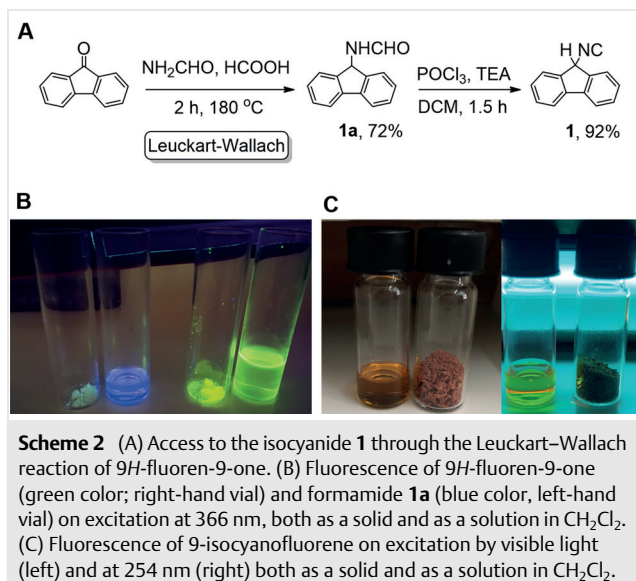 A
O
NH2CHO, HCOOH
2 h, 180 °C
Leuckart-Wallach
NHCHO
1a, 72%
POCl3, TEA
DCM, 1.5 h
H NC
1, 92%
B
C
Scheme 2 (A) Access to the isocyanide 1 through the Leuckart–Wallach
reaction of 9H-fluoren-9-one. (B) Fluorescence of 9H-fluoren-9-one
(green color; right-hand vial) and formamide 1a (blue color, left-hand
vial) on excitation at 366 nm, both as a solid and as a solution in CH2Cl2.
(C) Fluorescence of 9-isocyanofluorene on excitation by visible light
(left) and at 254 nm (right) both as a solid and as a solution in CH2Cl2.